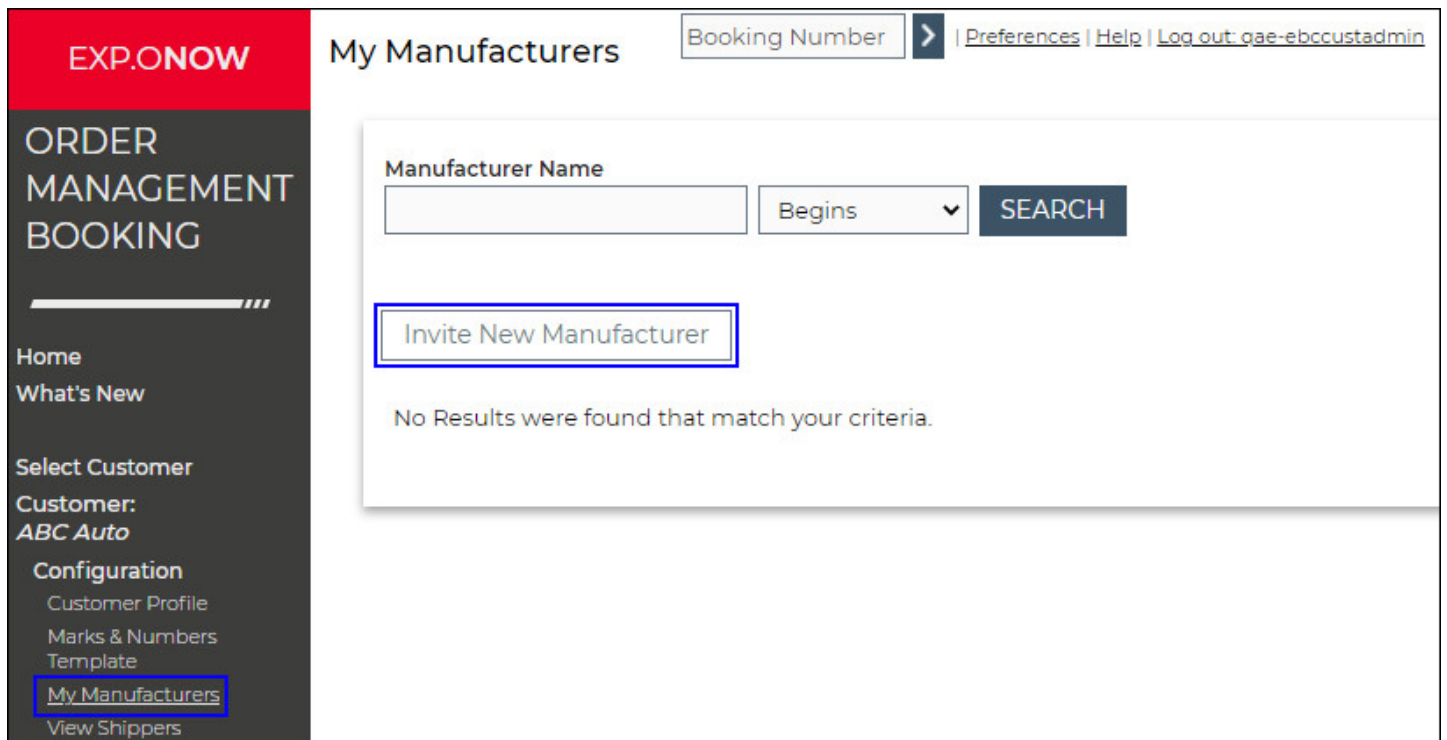 EXP.ONOW
ORDER
MANAGEMENT
BOOKING
Home
What's New
Select Customer
Customer:
ABC Auto
Configuration
Customer Profile
Marks & Numbers
Template
My Manufacturers
View Shippers
My Manufacturers
Booking Number | Preferences | Help | Log out: qae-ebccustadmin
Manufacturer Name
Begins SEARCH
Invite New Manufacturer
No Results were found that match your criteria.